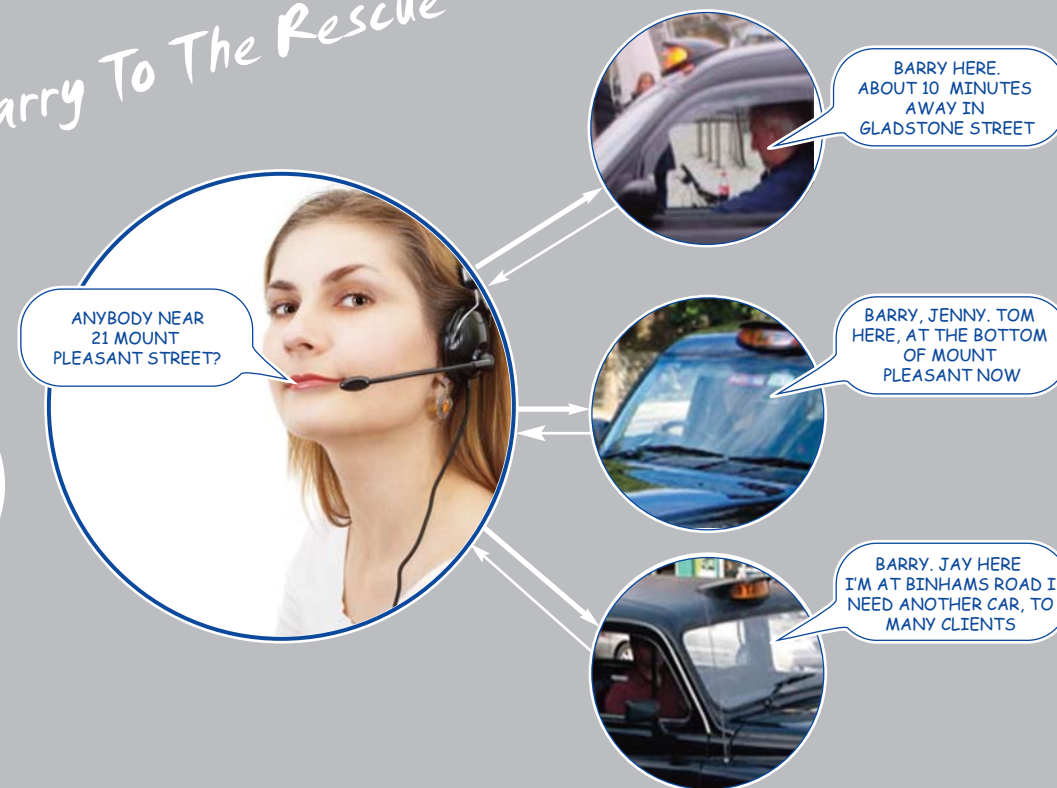 arry To The Rescue
BARRY HERE.
ABOUT 10 MINUTES
AWAY IN
GLADSTONE STREET
ANYBODY NEAR
21 MOUNT
PLEASANT STREET?
BARRY, JENNY. TOM
HERE, AT THE BOTTOM
OF MOUNT
PLEASANT NOW
BARRY. JAY HERE
I'M AT BINHAMS ROAD I
NEED ANOTHER CAR, TO
MANY CLIENTS